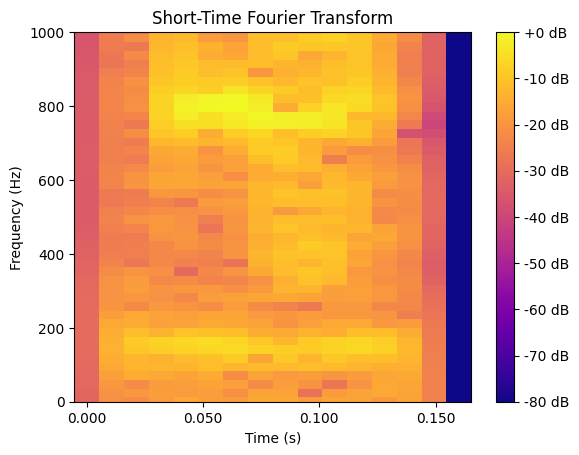 Short-Time Fourier Transform
1000
800
600
400
200
0
Frequency (Hz)
0.000
0.050
0.100
0.150
Time (s)
+0 dB
-10 dB
-20 dB
-30 dB
-40 dB
-50 dB
-60 dB
-70 dB
-80 dB